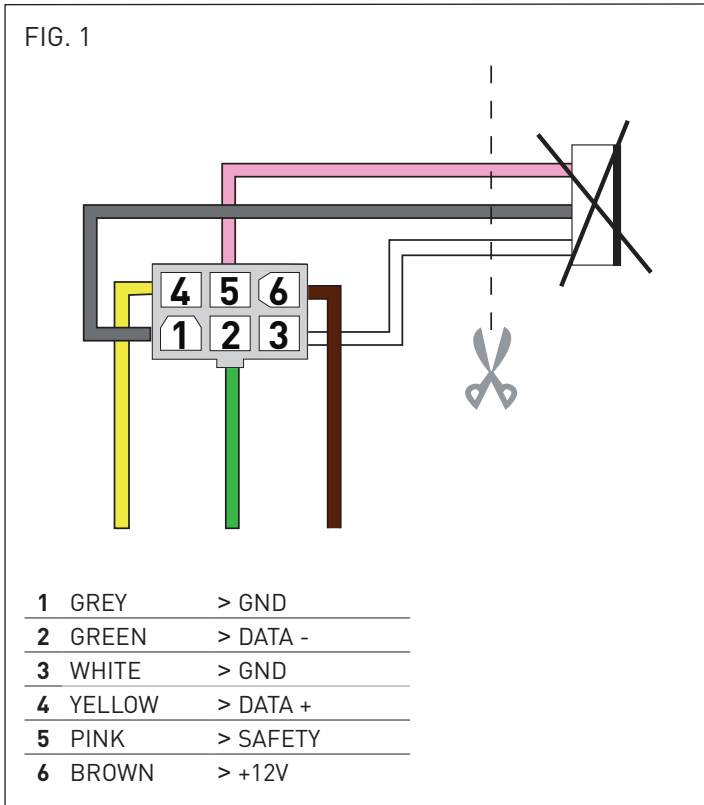 FIG. 1
4 5 6
1 2 3
1 GREY > GND
2 GREEN > DATA -
3 WHITE > GND
4 YELLOW > DATA +
5 PINK > SAFETY
6 BROWN > +12V